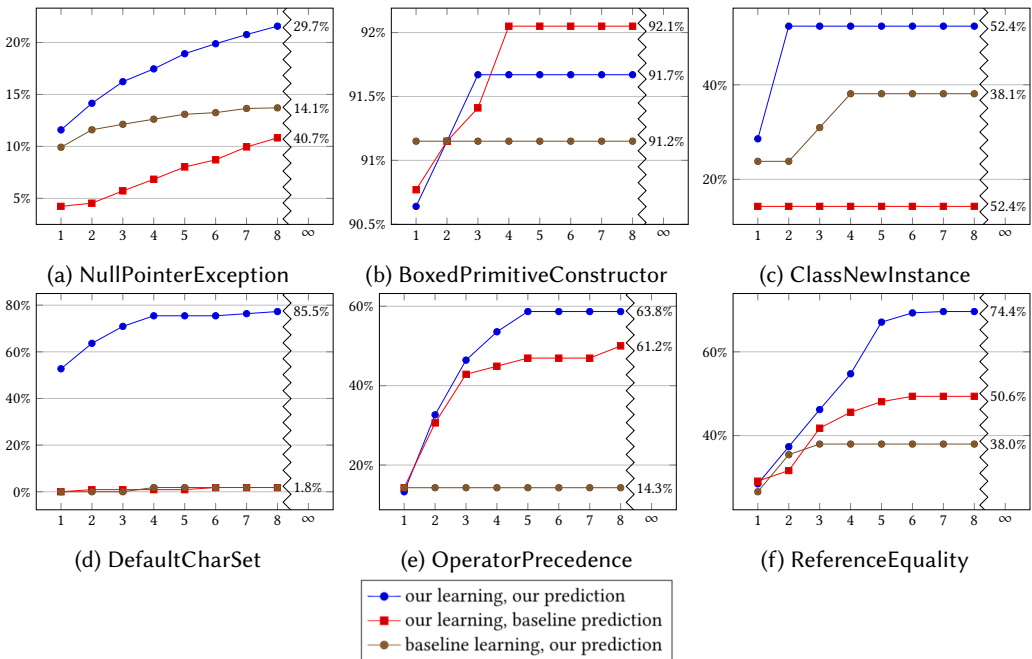 20%
15%
10%
5%
29.7%
14.1%
40.7%
1 2 3 4 5 6 7 8 ∞
(a) NullPointerException
92%
91.5%
91%
90.5%
92.1%
91.7%
91.2%
1 2 3 4 5 6 7 8 ∞
(b) BoxedPrimitiveConstructor
40%
20%
52.4%
38.1%
52.4%
1 2 3 4 5 6 7 8 ∞
(c) ClassNewInstance
80%
60%
40%
20%
0%
85.5%
1.8%
1 2 3 4 5 6 7 8 ∞
(d) DefaultCharSet
60%
40%
20%
63.8%
61.2%
14.3%
1 2 3 4 5 6 7 8 ∞
(e) OperatorPrecedence
60%
40%
74.4%
50.6%
38.0%
1 2 3 4 5 6 7 8 ∞
(f) ReferenceEquality
our learning, our prediction
our learning, baseline prediction
baseline learning, our prediction